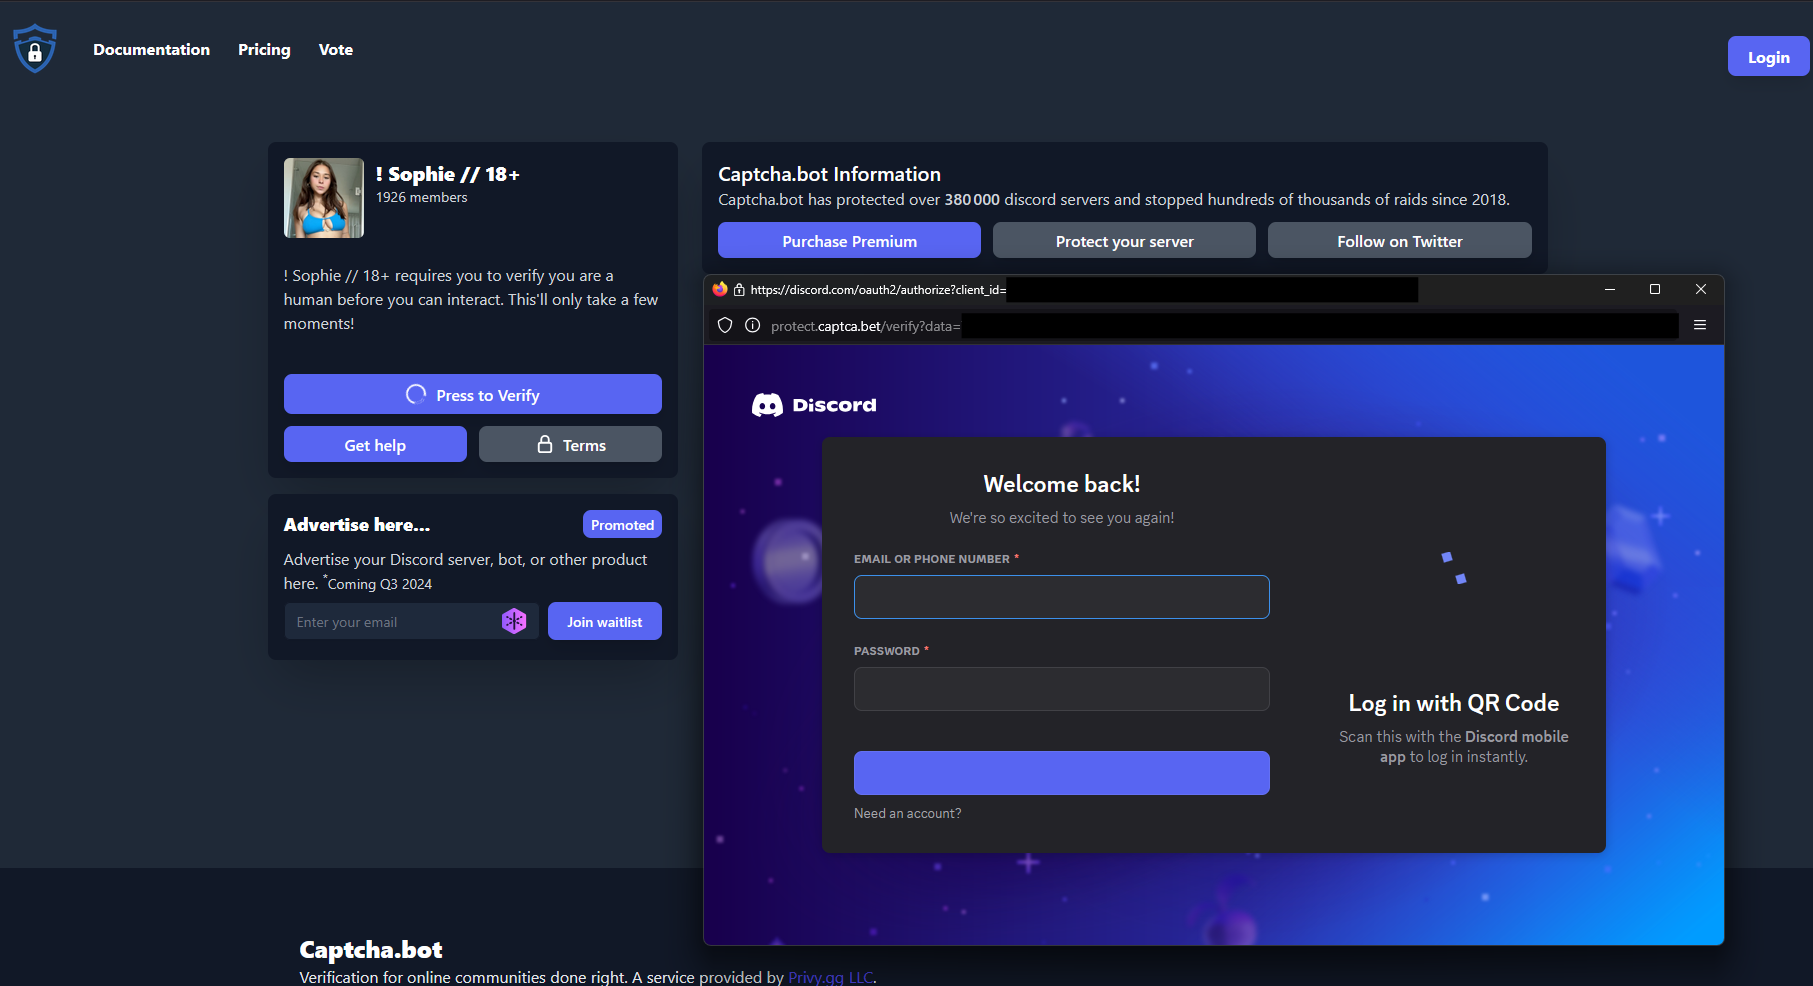 Documentation Pricing Vote
Login
! Sophie // 18+
1926 members
! Sophie // 18+ requires you to verify you are a
human before you can interact. This'll only take a few
moments!
Press to Verify
Get help
Terms
Advertise here...
Promoted
Advertise your Discord server, bot, or other product
here. *Coming Q3 2024
Enter your email
Join waitlist
Captcha.bot Information
Captcha.bot has protected over 380 000 discord servers and stopped hundreds of thousands of raids since 2018.
Purchase Premium
Protect your server
Follow on Twitter
https://discord.com/oauth2/authorize?client_id=
protect.captca.bet/verify?data=
Discord
Welcome back!
We're so excited to see you again!
EMAIL OR PHONE NUMBER *
PASSWORD *
Need an account?
Log in with QR Code
Scan this with the Discord mobile
app to log in instantly.
Captcha.bot
Verification for online communities done right. A service provided by Privy.gg LLC.